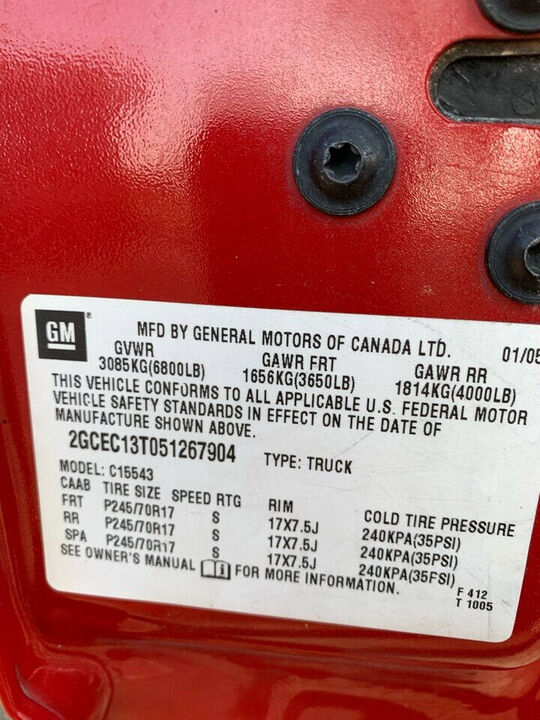 GM®
MFD BY GENERAL MOTORS OF CANADA LTD. 01/05
GVWR GAWR FRT GAWR RR
3085KG(6800LB) 1656KG(3650LB) 1814KG(4000LB)
THIS VEHICLE CONFORMS TO ALL APPLICABLE U.S. FEDERAL MOTOR
VEHICLE SAFETY STANDARDS IN EFFECT ON THE DATE OF
MANUFACTURE SHOWN ABOVE.
2GCEC13T051267904 TYPE: TRUCK
MODEL: C15543
CAAB TIRE SIZE SPEED RTG RIM COLD TIRE PRESSURE
FRT P245/70R17 S 17X7.5J 240KPA(35PSI)
RR P245/70R17 S 17X7.5J 240KPA(35PSI)
SPA P245/70R17 S 17X7.5J 240KPA(35PSI)
SEE OWNER'S MANUAL i FOR MORE INFORMATION.
F 412
T 1005